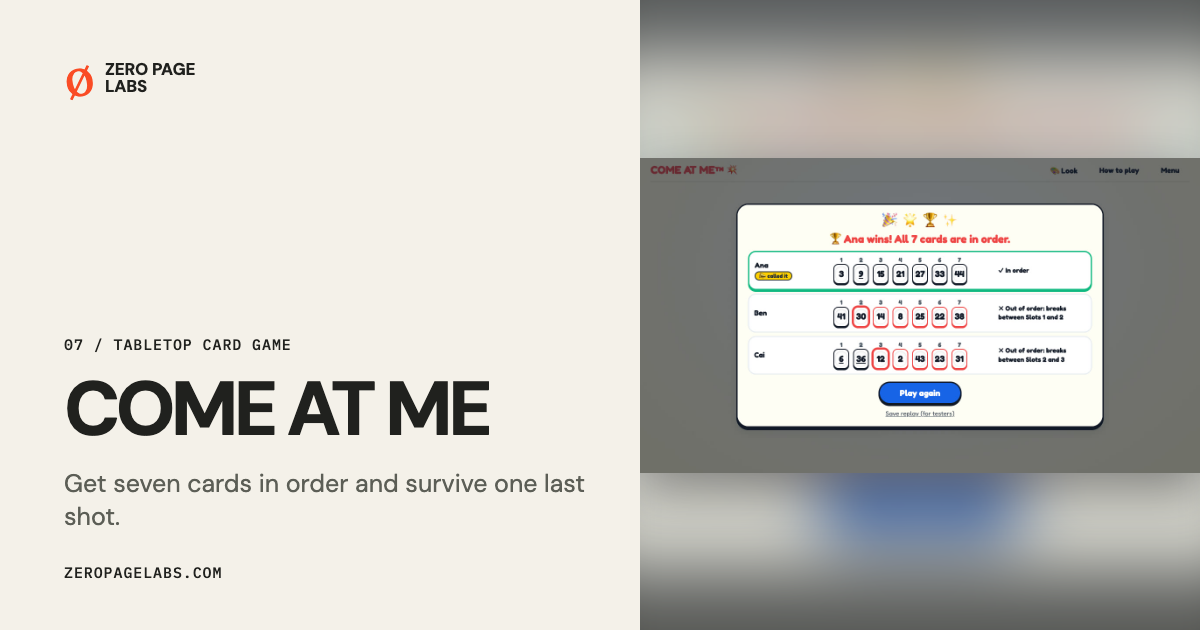 ZERO PAGE
LABS
07 / TABLETOP CARD GAME
COME AT ME
Get seven cards in order and survive one last
shot.
ZEROPAGELABS.COM
COME AT ME™
Look
How to play
Menu
Ana wins! All 7 cards are in order.
Ana
called it
1 2 3 4 5 6 7
3 9 15 21 27 33 44
✓ In order
Ben
1 2 3 4 5 6 7
41 30 14 8 25 22 38
✕ Out of order: breaks
between Slots 1 and 2
Cai
1 2 3 4 5 6 7
6 36 12 2 43 23 31
✕ Out of order: breaks
between Slots 2 and 3
Play again
Save replay (for testers)